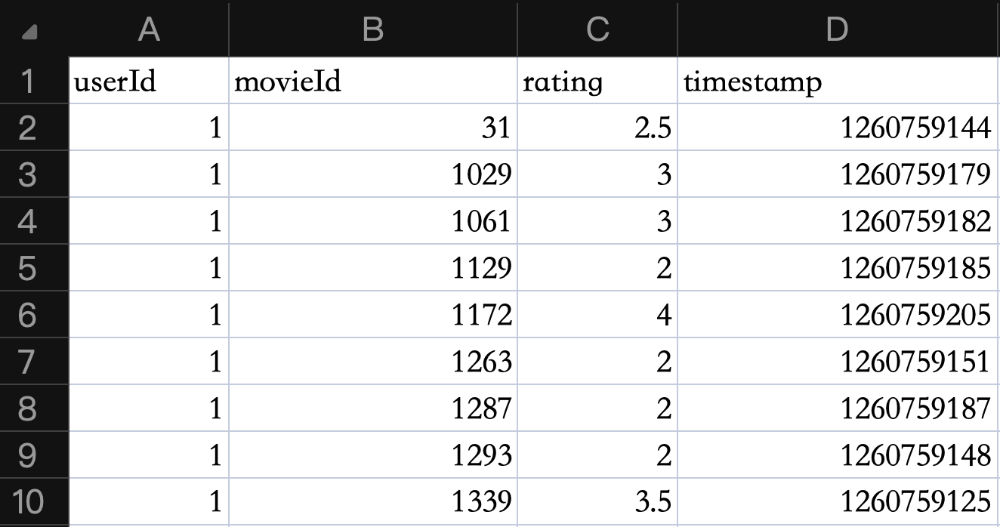 A B C D
1 userId movieId rating timestamp
2 1 31 2.5 1260759144
3 1 1029 3 1260759179
4 1 1061 3 1260759182
5 1 1129 2 1260759185
6 1 1172 4 1260759205
7 1 1263 2 1260759151
8 1 1287 2 1260759187
9 1 1293 2 1260759148
10 1 1339 3.5 1260759125